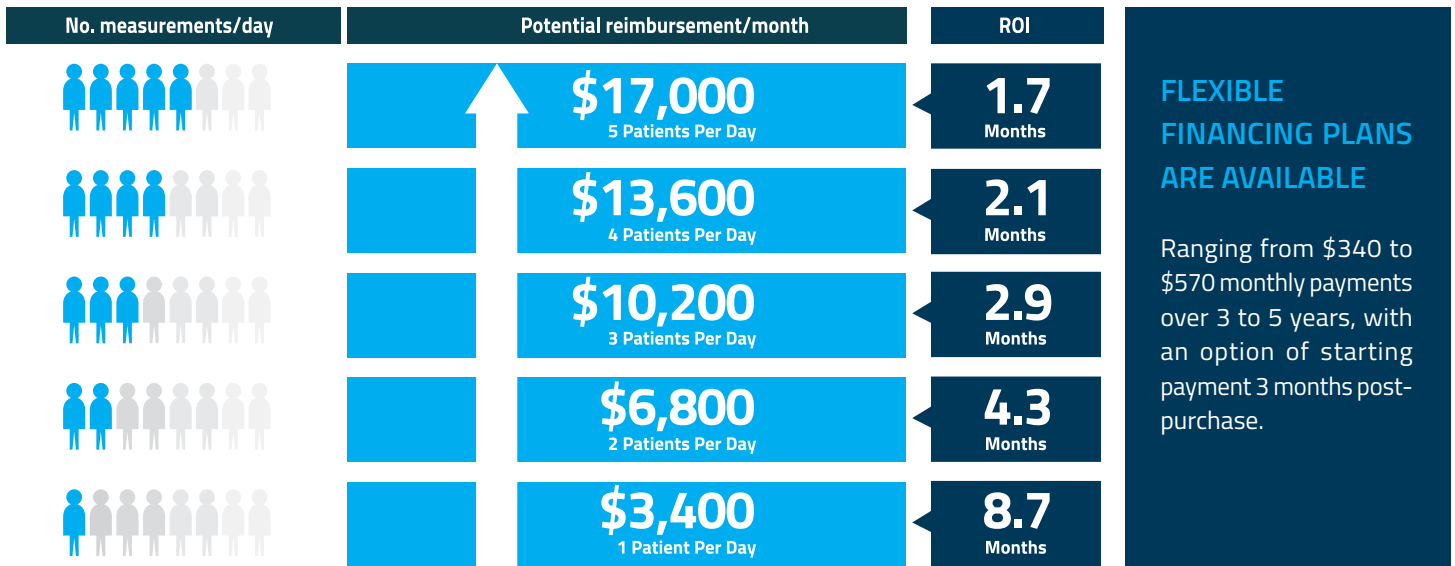 No. measurements/day
Potential reimbursement/month
ROI
$17,000
5 Patients Per Day
1.7
Months
$13,600
4 Patients Per Day
2.1
Months
$10,200
3 Patients Per Day
2.9
Months
$6,800
2 Patients Per Day
4.3
Months
$3,400
1 Patient Per Day
8.7
Months
FLEXIBLE
FINANCING PLANS
ARE AVAILABLE
Ranging from $340 to
$570 monthly payments
over 3 to 5 years, with
an option of starting
payment 3 months post-
purchase.